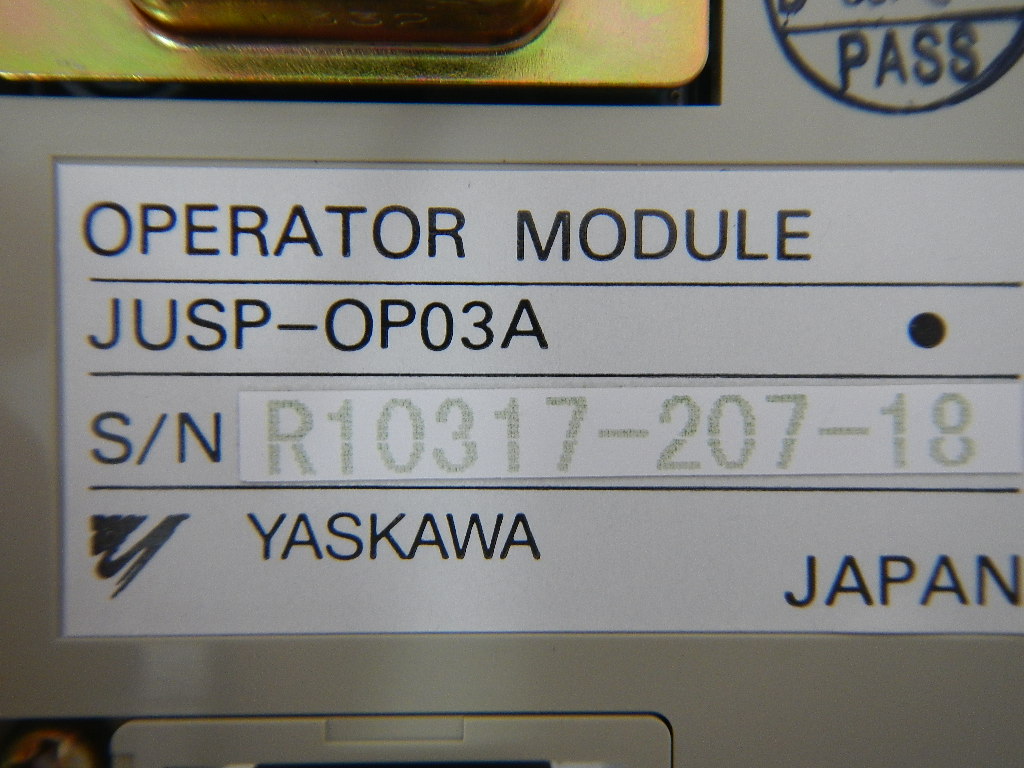 PASS
OPERATOR MODULE
JUSP-OP03A
S/N R10317-207-18
YASKAWA
JAPAN